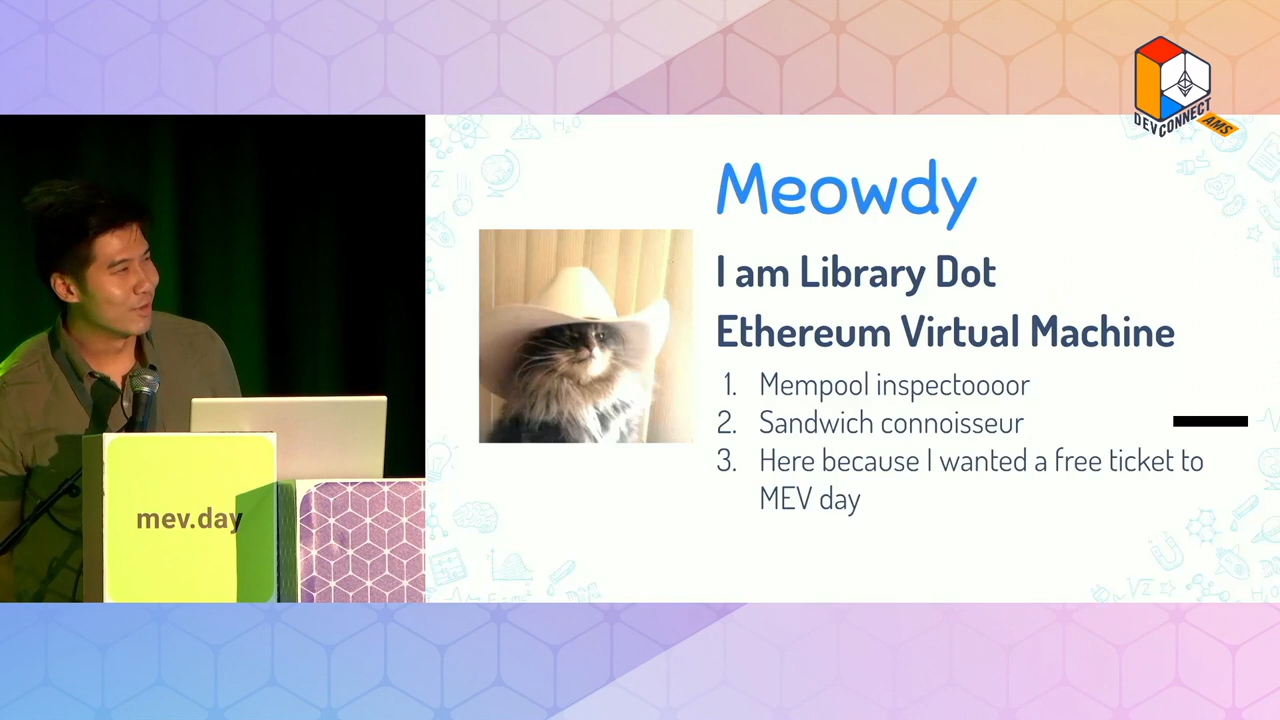 DEVCONNECT
AMS
Meowdy
I am Library Dot
Ethereum Virtual Machine
1. Mempool inspectoooor
2. Sandwich connoisseur
3. Here because I wanted a free ticket to
MEV day
mev.day
H₂O